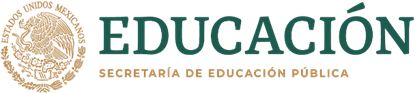 ESTADOS UNIDOS MEXICANOS
EDUCACIÓN
SECRETARÍA DE EDUCACIÓN PÚBLICA